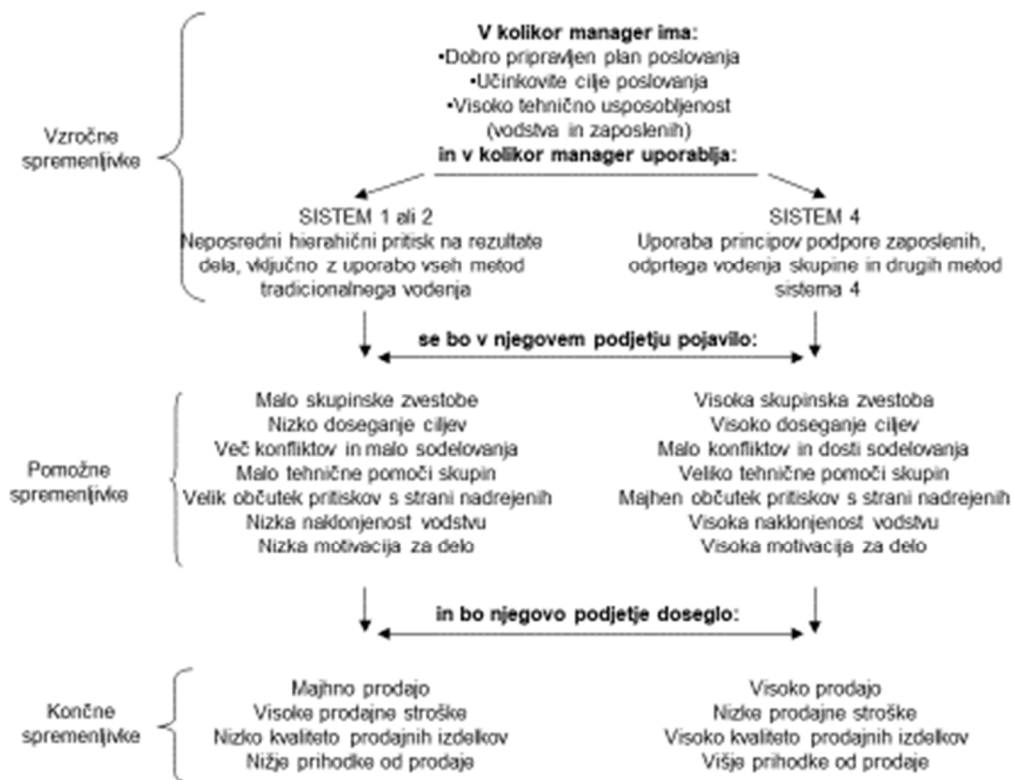 V kolikor manager ima:
•Dobro pripravljen plan poslovanja
•Učinkovite cilje poslovanja
•Visoko tehnično usposobljenost
(vodstva in zaposlenih)
in v kolikor manager uporablja:
Vzročne
spremenljivke
SISTEM 1 ali 2
Neposredni hierahični pritisk na rezultate
dela, vključno z uporabo vseh metod
tradicionalnega vodenja
SISTEM 4
Uporaba principov podpore zaposlenih,
odprtega vodenja skupine in drugih metod
sistema 4
se bo v njegovem podjetju pojavilo:
Pomožne
spremenljivke
Malo skupinske zvestobe
Nizko doseganje ciljev
Več konfliktov in malo sodelovanja
Malo tehnične pomoči skupin
Velik občutek pritiskov s strani nadrejenih
Nizka naklonjenost vodstvu
Nizka motivacija za delo
Visoka skupinska zvestoba
Visoko doseganje ciljev
Malo konfliktov in dosti sodelovanja
Veliko tehnične pomoči skupin
Majhen občutek pritiskov s strani nadrejenih
Visoka naklonjenost vodstvu
Visoka motivacija za delo
in bo njegovo podjetje doseglo:
Končne
spremenljivke
Majhno prodajo
Visoke prodajne stroške
Nizko kvaliteto prodajnih izdelkov
Nižje prihodke od prodaje
Visoko prodajo
Nizke prodajne stroške
Visoko kvaliteto prodajnih izdelkov
Višje prihodke od prodaje